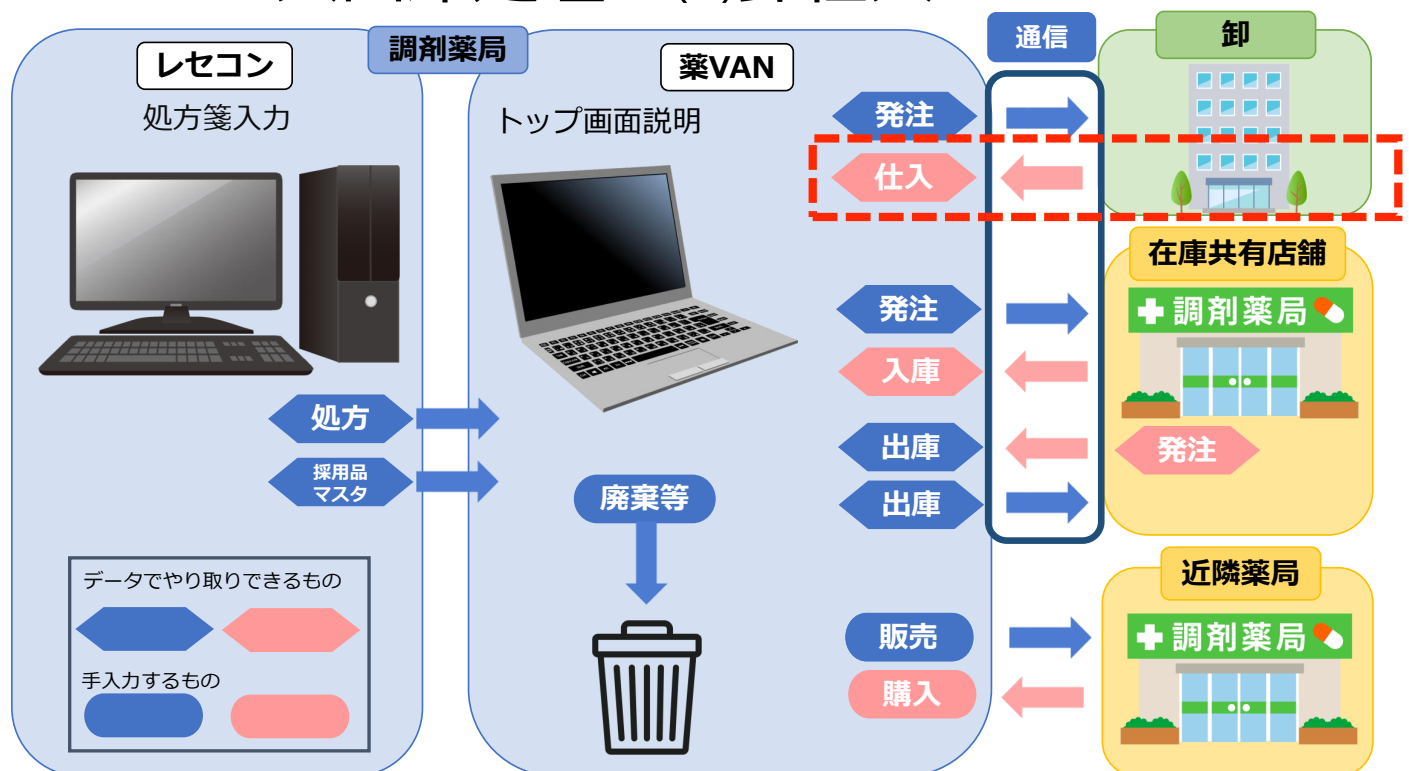 調剤薬局
レセコン
処方箋入力
薬VAN
トップ画面説明
通信
卸
発注
仕入
在庫共有店舗
調剤薬局
発注
入庫
出庫
発注
出庫
処方
採用品
マスタ
廃棄等
データでやり取りできるもの
手入力するもの
近隣薬局
調剤薬局
販売
購入